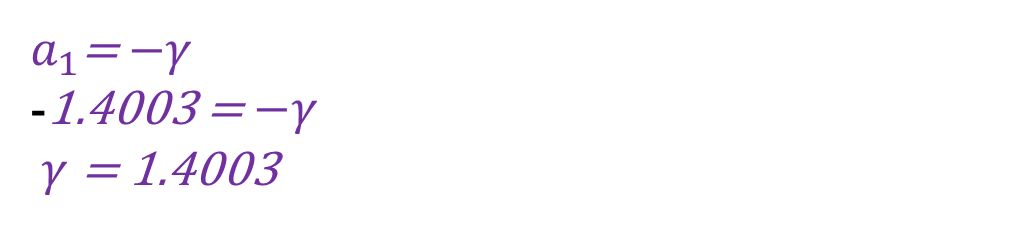 a₁ = −γ
-1.4003 = −γ
γ = 1.4003